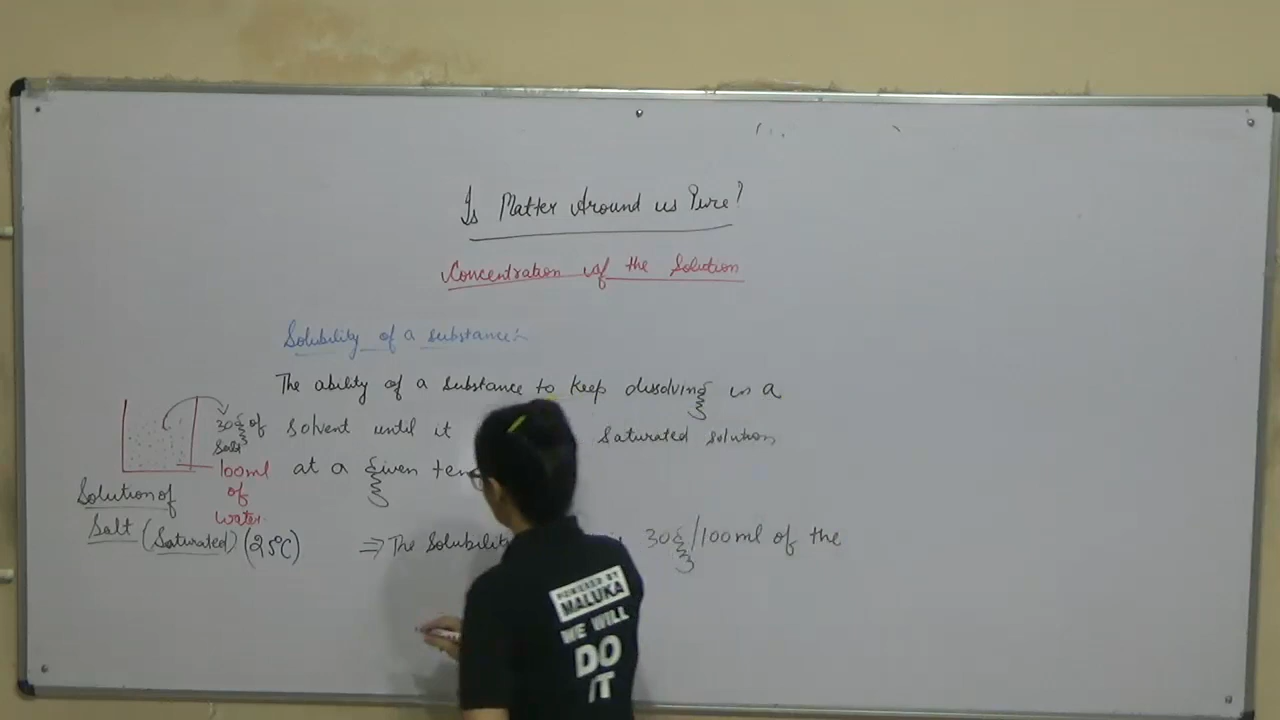 Is Matter Around us Pure?
Concentration of the Solution
Solubility of a substance:-
The ability of a substance to keep dissolving in a
solvent until it saturated solution
at a given
30g of
Salt
100ml
of
water
Solution of
Salt (Saturated) (25°C)
⇒ The Solubility 30g/100ml of the
POWERED BY
MALUKA
WE WILL
DO
IT